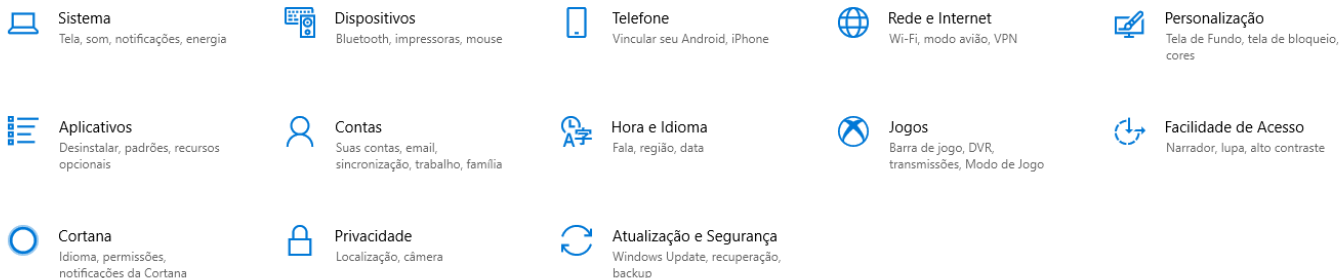 Sistema
Tela, som, notificações, energia
Dispositivos
Bluetooth, impressoras, mouse
Telefone
Vincular seu Android, iPhone
Rede e Internet
Wi-Fi, modo avião, VPN
Personalização
Tela de Fundo, tela de bloqueio,
cores
Aplicativos
Desinstalar, padrões, recursos
opcionais
Contas
Suas contas, email,
sincronização, trabalho, família
Hora e Idioma
Fala, região, data
Jogos
Barra de jogo, DVR,
transmissões, Modo de Jogo
Facilidade de Acesso
Narrador, lupa, alto contraste
Cortana
Idioma, permissões,
notificações da Cortana
Privacidade
Localização, câmera
Atualização e Segurança
Windows Update, recuperação,
backup